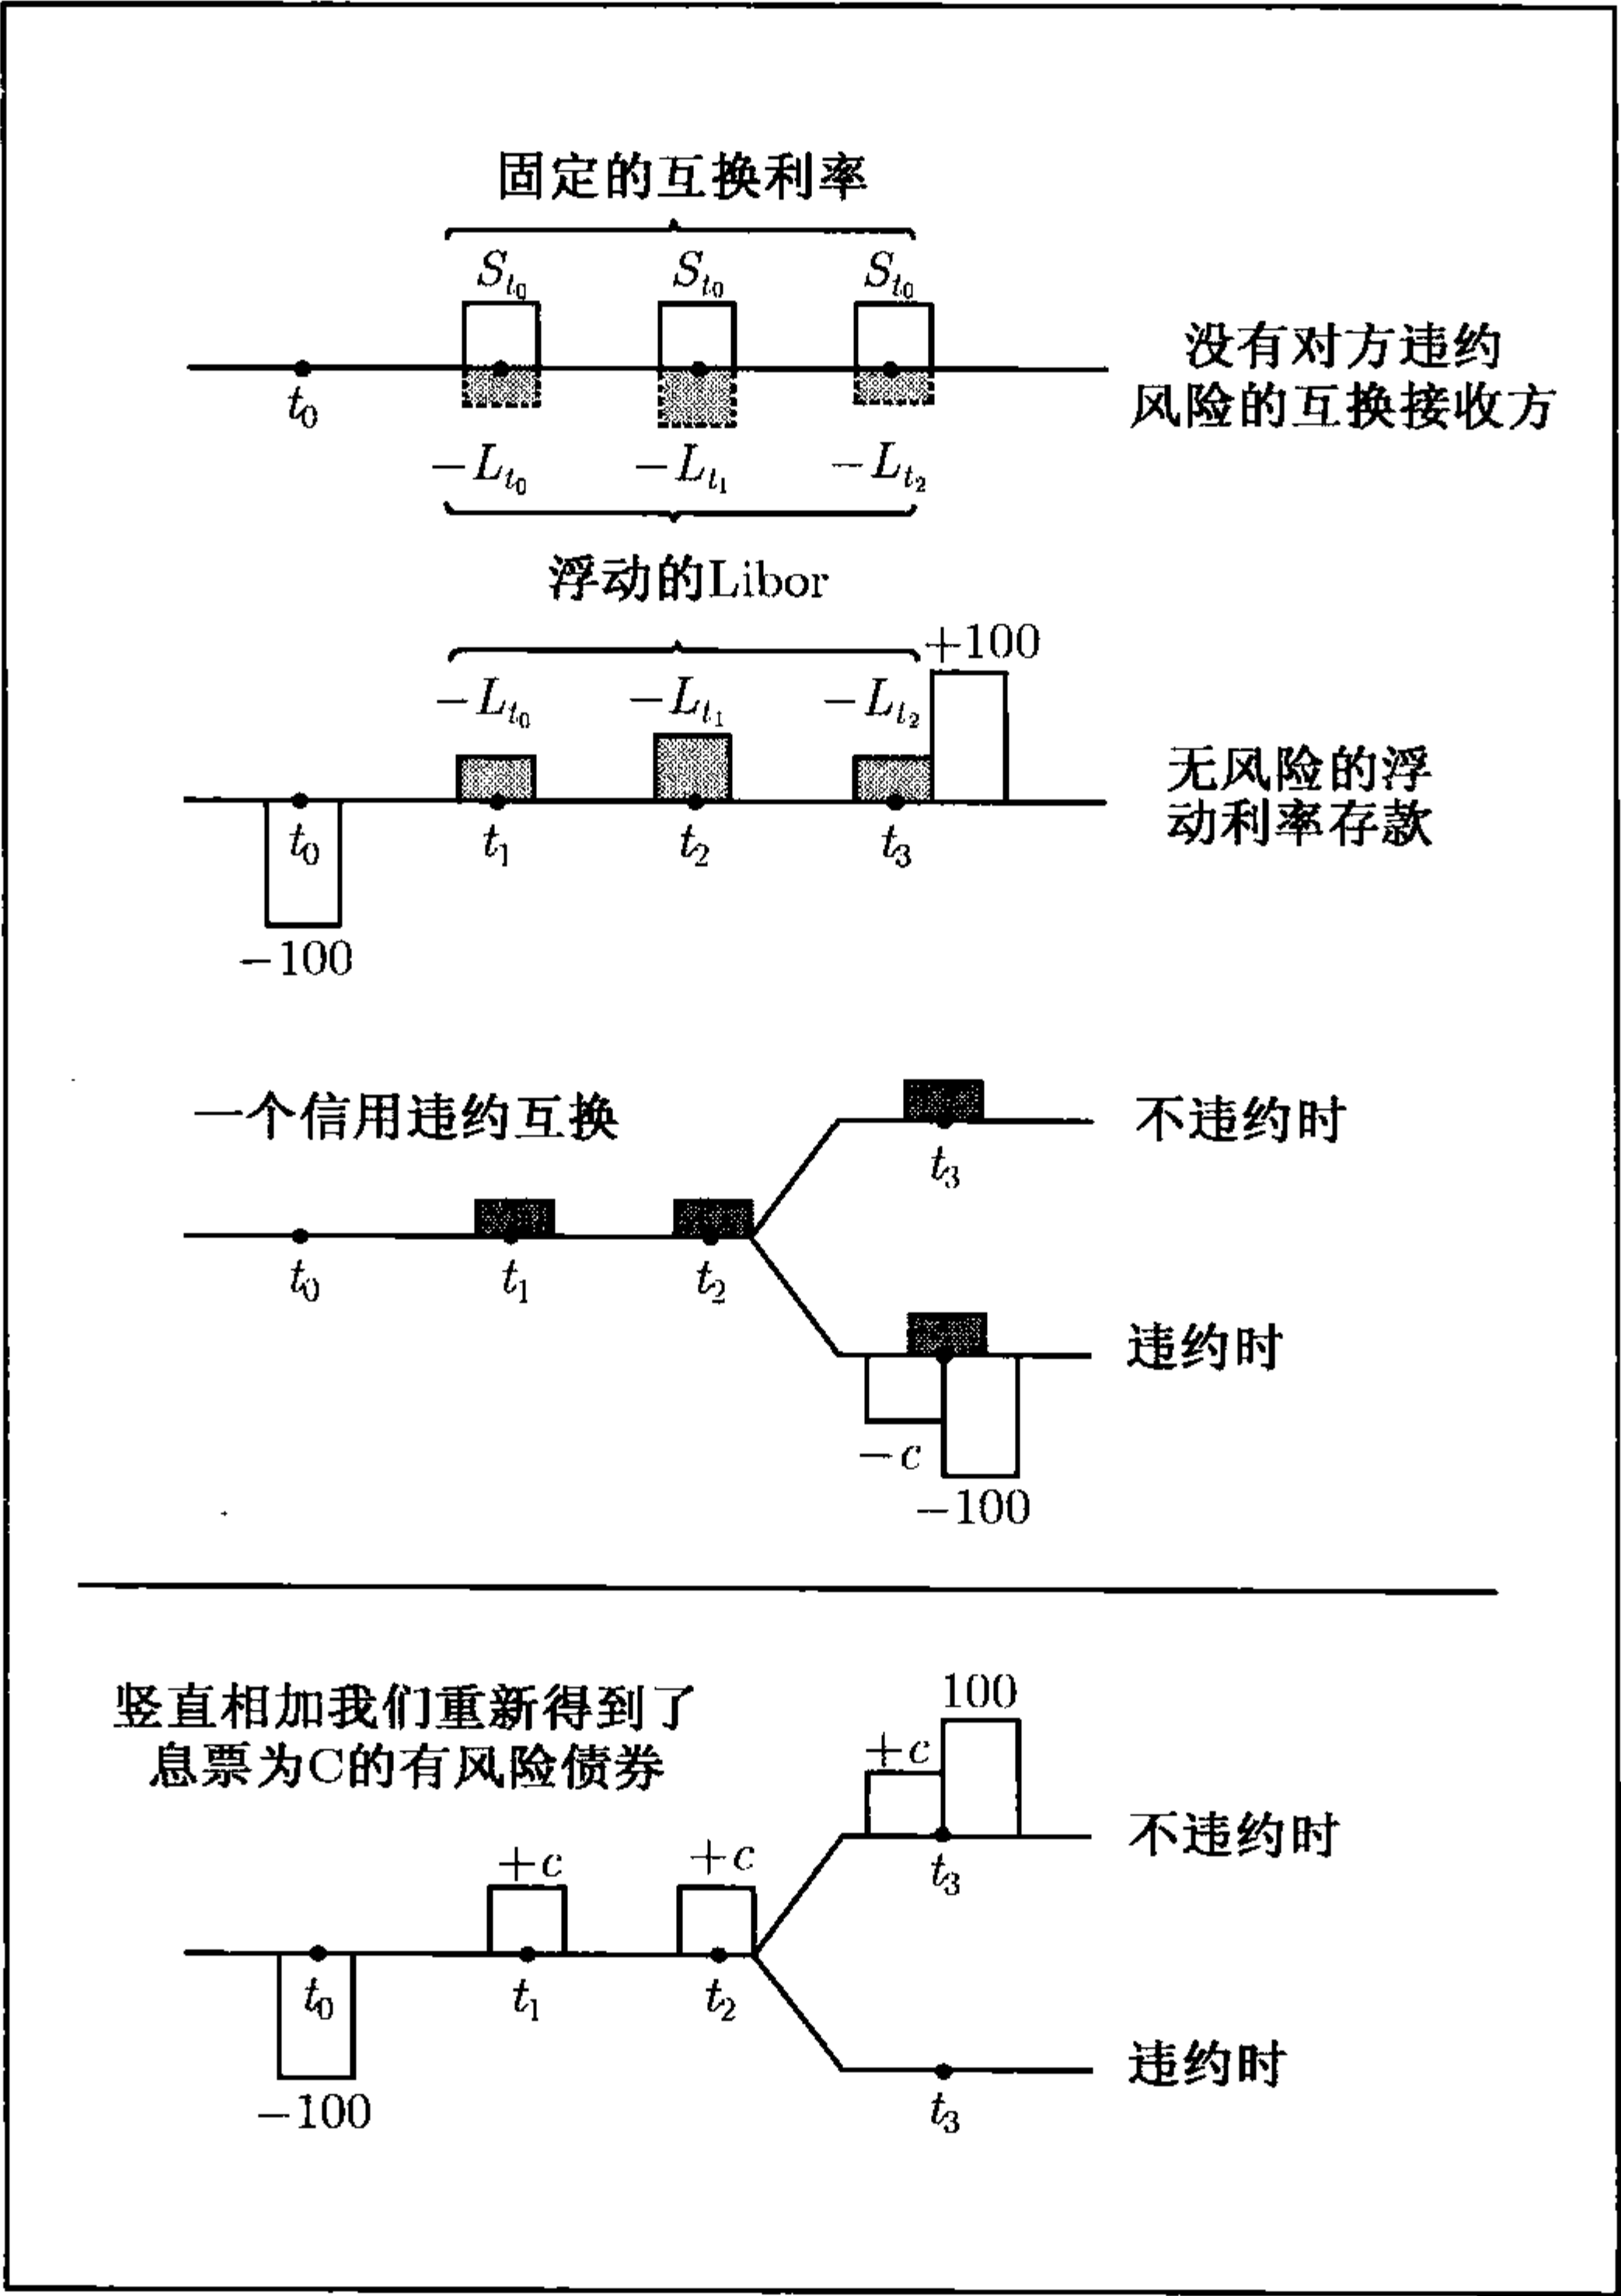 固定的互换利率
S_{t_0} S_{t_0} S_{t_0}
没有对方违约
风险的互换接收方
t_0
-L_{t_0} -L_{t_1} -L_{t_2}
浮动的Libor
+100
-L_{t_0} -L_{t_1} -L_{t_2}
无风险的浮
动利率存款
t_0 t_1 t_2 t_3
-100
一个信用违约互换
不违约时
t_3
t_0 t_1 t_2
违约时
-c
-100
竖直相加我们重新得到了
息票为C的有风险债券
100
+c
不违约时
t_3
+c +c
t_0 t_1 t_2
-100
违约时
t_3